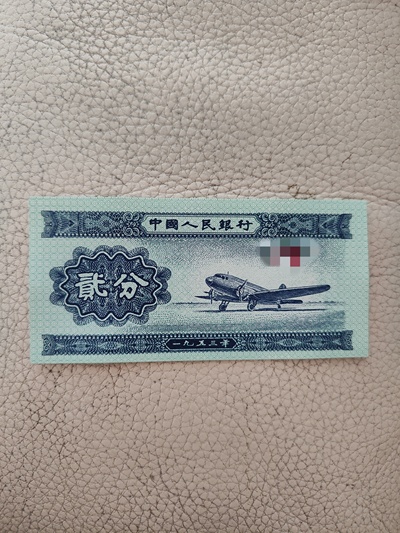 中國人民銀行
貳分
一九五三年